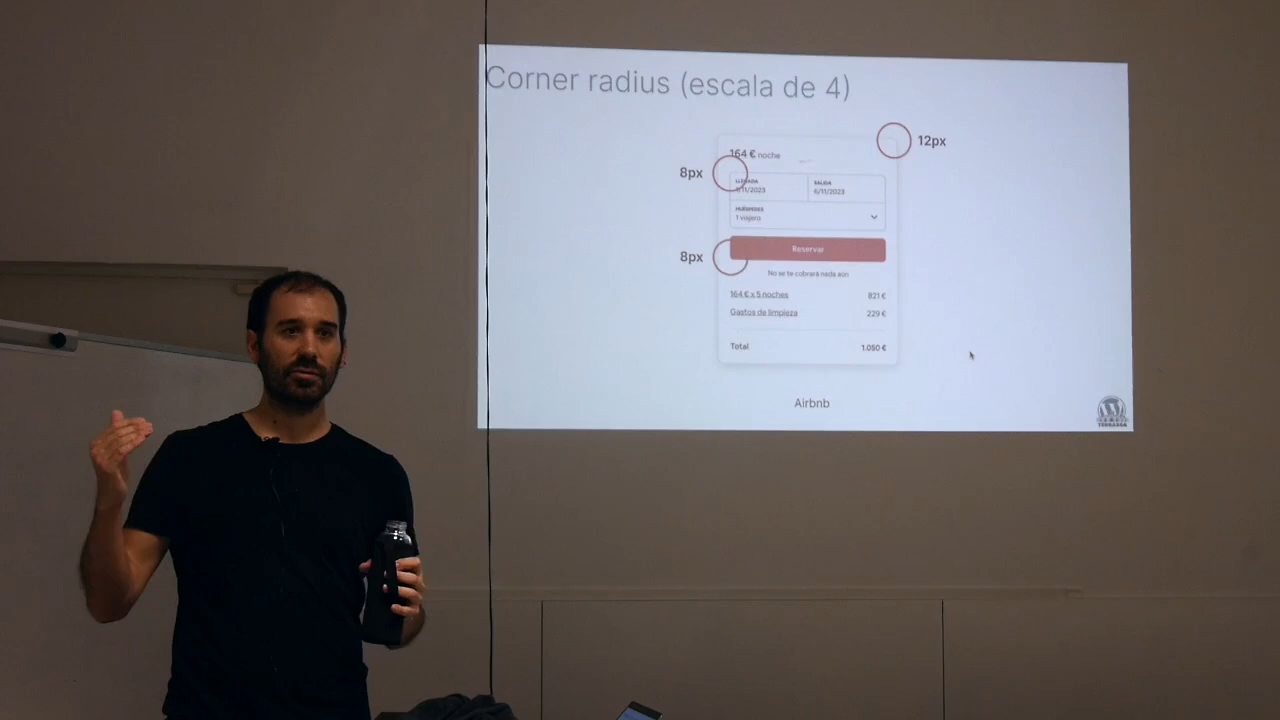 Corner radius (escala de 4)
12px
164 € noche
8px
LLEGADA
SALIDA
1/11/2023
6/11/2023
HUÉSPEDES
1 viajero
Reservar
8px
No se te cobrará nada aún
164 € x 5 noches
821 €
Gastos de limpieza
229 €
Total
1.050 €
Airbnb
TERRASSA